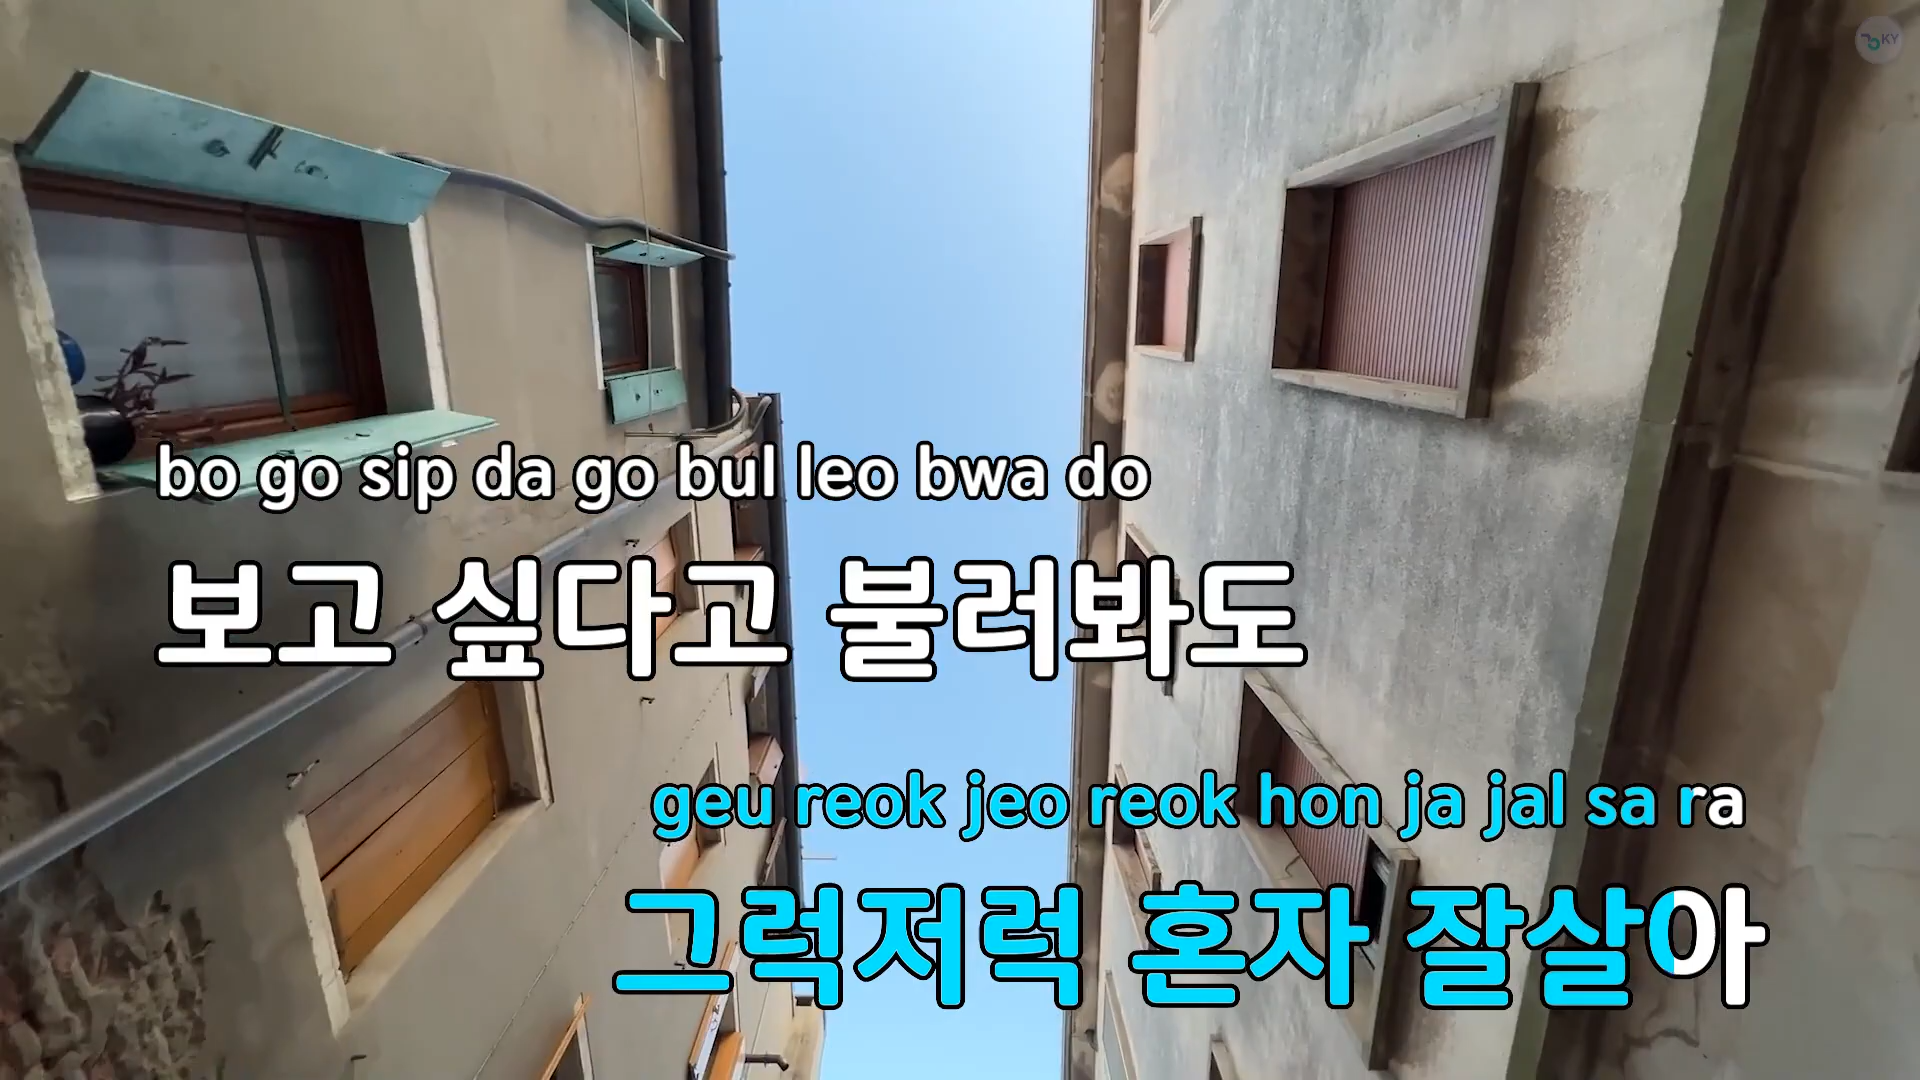 KY
bo go sip da go bul leo bwa do
보고 싶다고 불러봐도
geu reok jeo reok hon ja jal sa ra
그럭저럭 혼자 잘살아